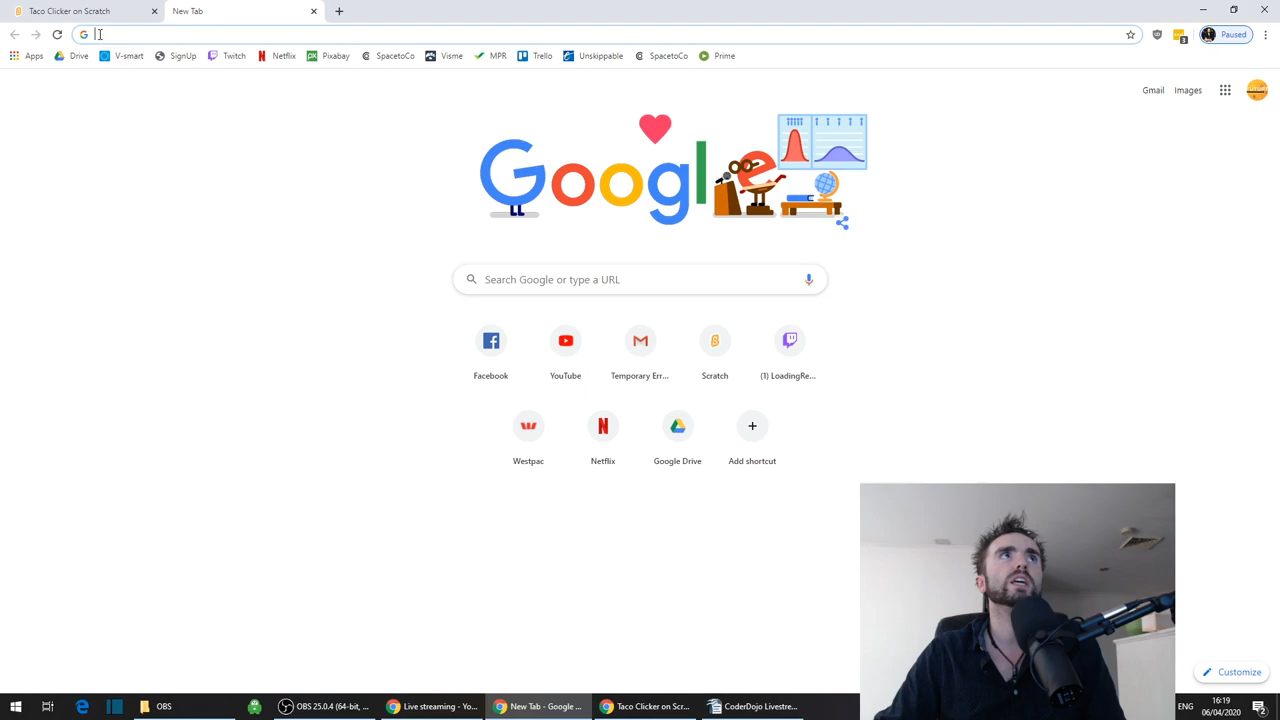 Taco Clicker on Scratch
New Tab
Apps Drive V-smart SignUp Twitch Netflix Pixabay SpacetoCo Visme MPR Trello Unskippable SpacetoCo Prime
Paused
3
Gmail Images
Google
Search Google or type a URL
Facebook YouTube Temporary Err... Scratch (1) LoadingRe...
Westpac Netflix Google Drive Add shortcut
Customize
OBS
OBS 25.0.4 (64-bit, ...
Live streaming - Yo...
New Tab - Google ...
Taco Clicker on Scr...
CoderDojo Livestre...
ENG
16:19
06/04/2020
2